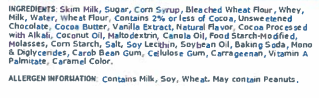 INGREDIENTS: Skim Milk, Sugar, Corn Syrup, Bleached Wheat Flour, Whey,
Milk, Water, Wheat Flour, Contains 2% or less of Cocoa, Unsweetened
Chocolate, Cocoa Butter, Vanilla Extract, Natural Flavor, Cocoa Processed
with Alkali, Coconut Oil, Maltodextrin, Canola Oil, Food Starch-Modified,
Molasses, Corn Starch, Salt, Soy Lecithin, Soybean Oil, Baking Soda, Mono
& Diglycerides, Carob Bean Gum, Cellulose Gum, Carrageenan, Vitamin A
Palmitate, Caramel Color.
ALLERGEN INFORMATION: Contains Milk, Soy, Wheat. May contain Peanuts.